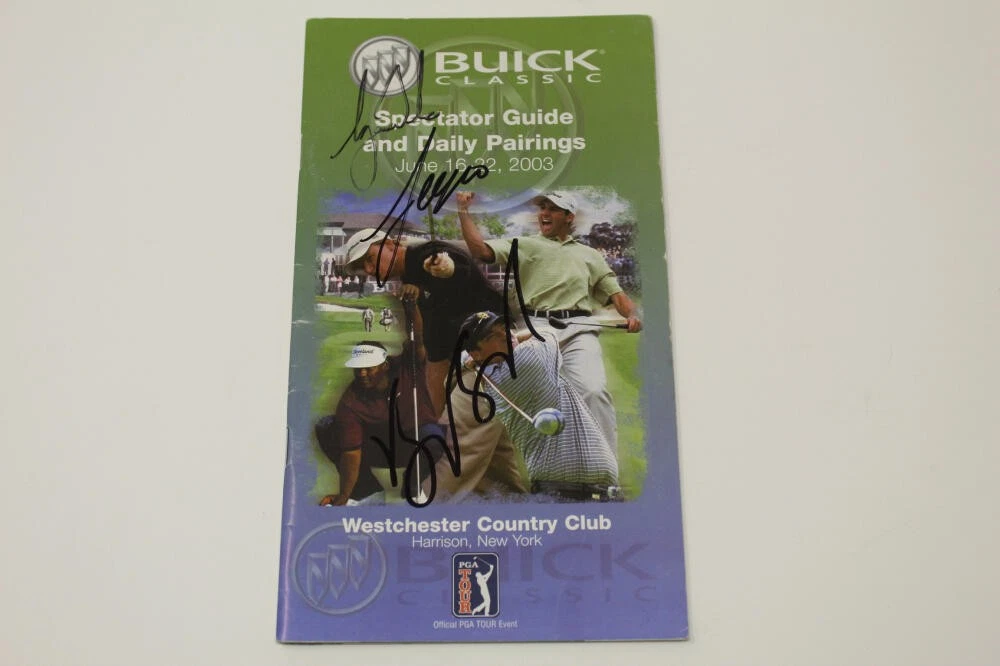 BUICK
CLASSIC
Spectator Guide
and Daily Pairings
June 16-22, 2003
Westchester Country Club
Harrison, New York
BUICK
CLASSIC
PGA
TOUR
Official PGA TOUR Event